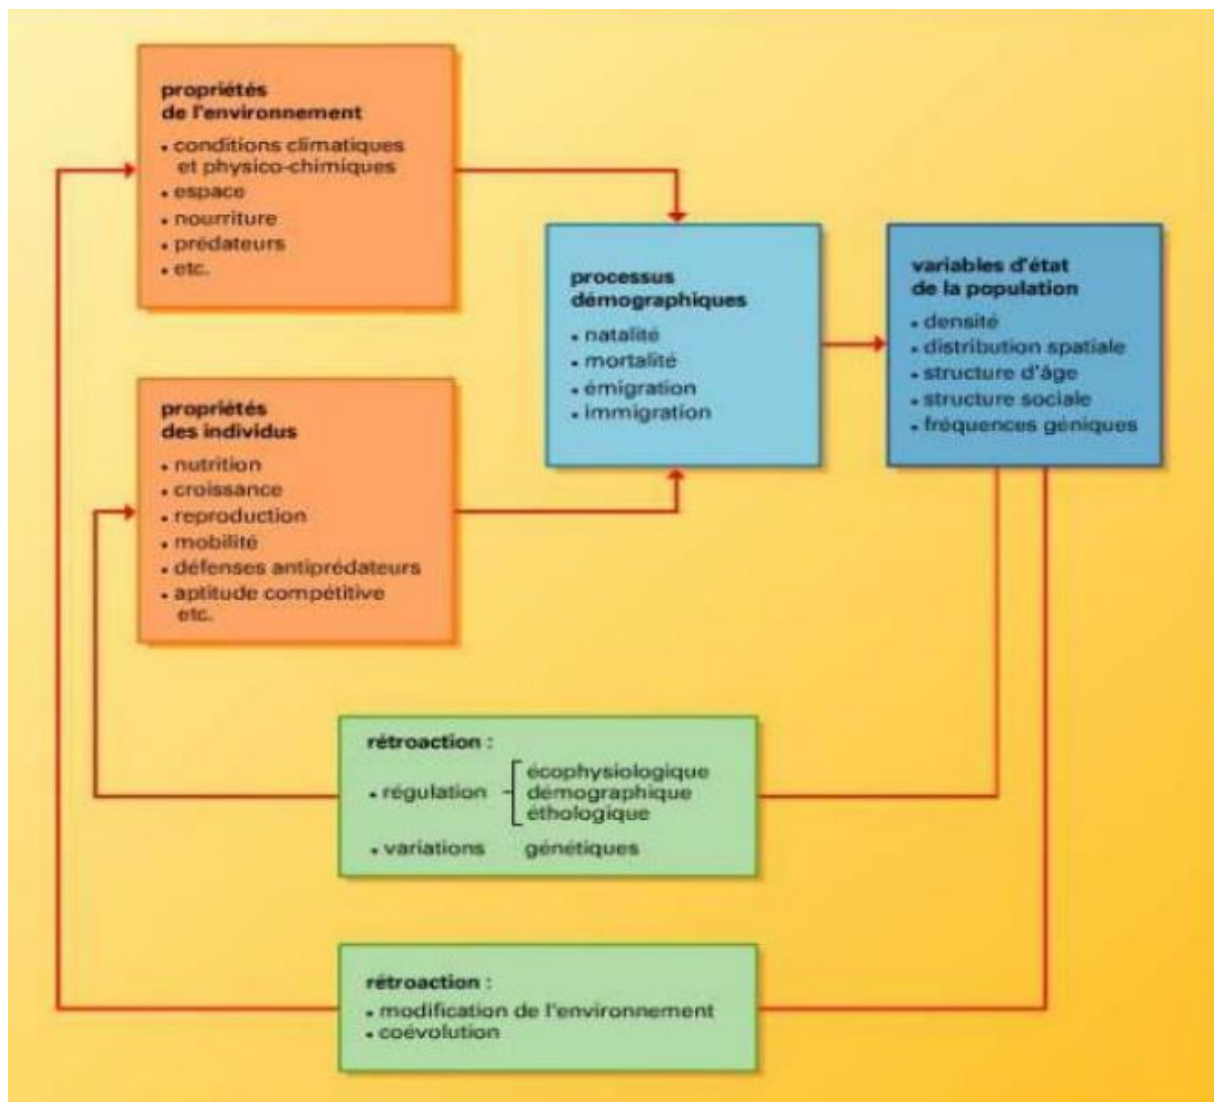 propriétés
de l'environnement
• conditions climatiques
et physico-chimiques
• espace
• nourriture
• prédateurs
• etc.
propriétés
des individus
• nutrition
• croissance
• reproduction
• mobilité
• défenses antiprédateurs
• aptitude compétitive
etc.
processus
démographiques
• natalité
• mortalité
• émigration
• immigration
variables d'état
de la population
• densité
• distribution spatiale
• structure d'âge
• structure sociale
• fréquences géniques
rétroaction :
écophysiologique
• régulation démographique
éthologique
• variations génétiques
rétroaction :
• modification de l'environnement
• coévolution